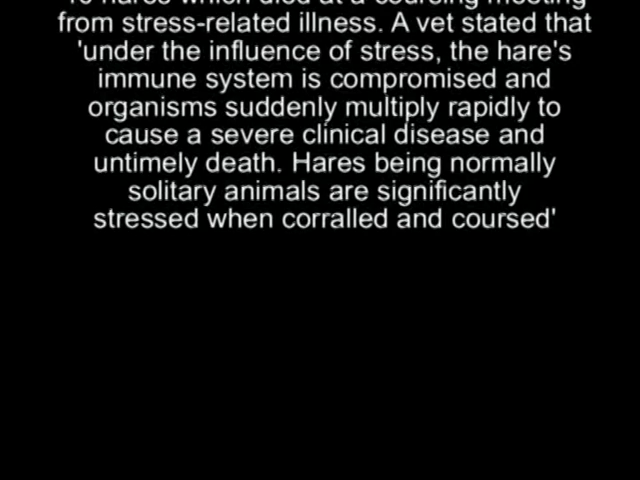 hares which died at a coursing meeting
from stress-related illness. A vet stated that
'under the influence of stress, the hare's
immune system is compromised and
organisms suddenly multiply rapidly to
cause a severe clinical disease and
untimely death. Hares being normally
solitary animals are significantly
stressed when corralled and coursed'